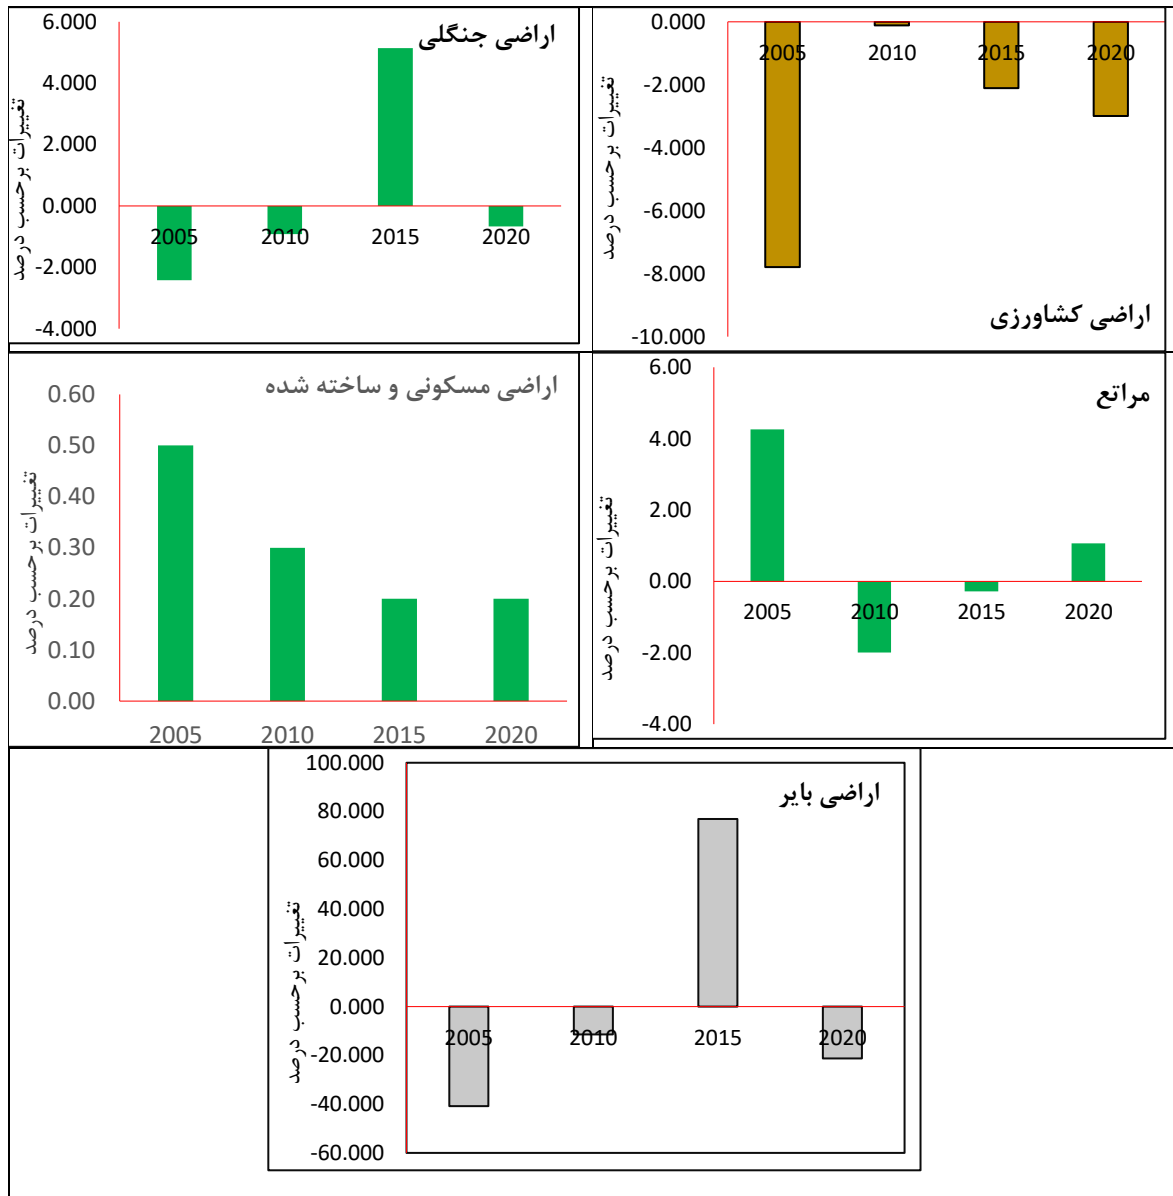 اراضی جنگلی
تغییرات برحسب درصد
6.000
4.000
2.000
0.000
-2.000
-4.000
2005 2010 2015 2020
اراضی کشاورزی
تغییرات برحسب درصد
0.000
-2.000
-4.000
-6.000
-8.000
-10.000
2005 2010 2015 2020
اراضی مسکونی و ساخته شده
تغییرات برحسب درصد
0.60
0.50
0.40
0.30
0.20
0.10
0.00
2005 2010 2015 2020
مراتع
تغییرات برحسب درصد
6.00
4.00
2.00
0.00
-2.00
-4.00
2005 2010 2015 2020
اراضی بایر
تغییرات برحسب درصد
100.000
80.000
60.000
40.000
20.000
0.000
-20.000
-40.000
-60.000
2005 2010 2015 2020